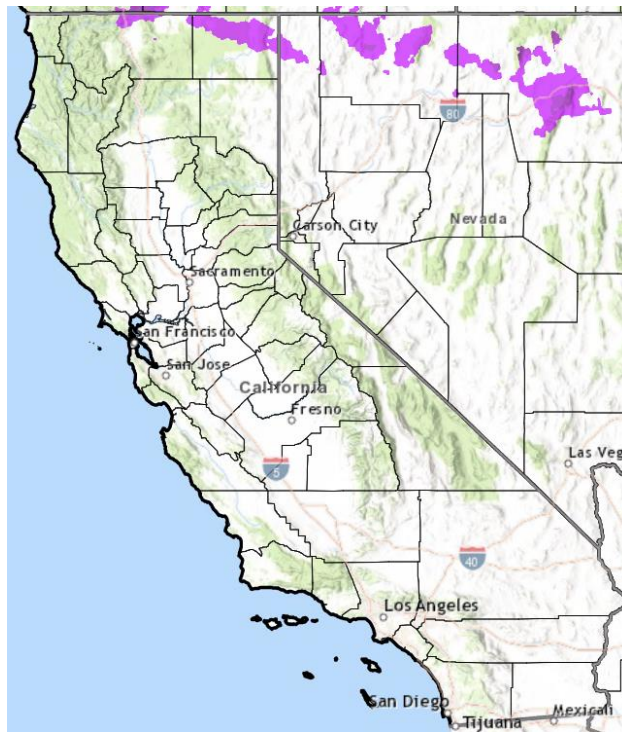 80
Nevada
Carson City
Sacramento
San Francisco
San Jose
California
Fresno
5
Las Veg
40
Los Angeles
San Diego
Tijuana
Mexicali